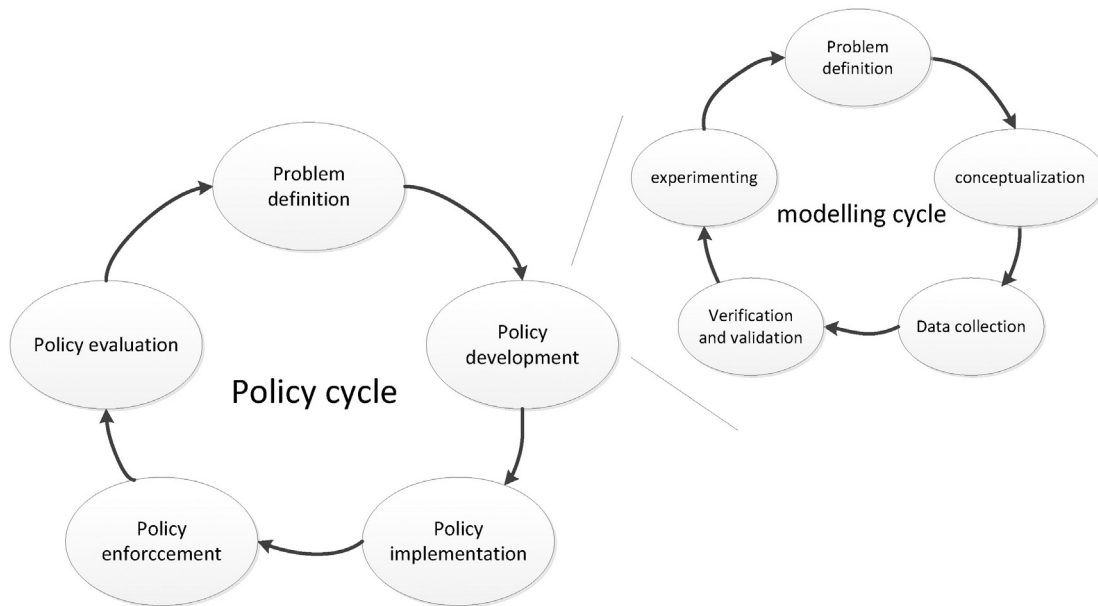 Problem
definition
Policy
development
Policy
implementation
Policy
enforccement
Policy evaluation
Policy cycle
Problem
definition
conceptualization
Data collection
Verification
and validation
experimenting
modelling cycle